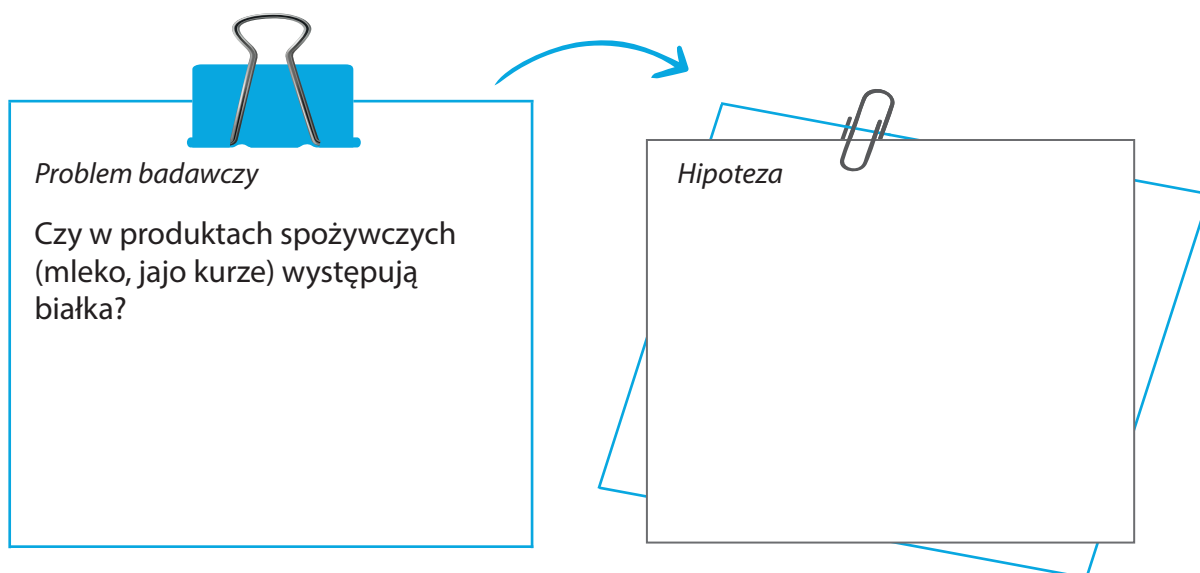 Problem badawczy
Czy w produktach spożywczych
(mleko, jajo kurze) występują
białka?
Hipoteza